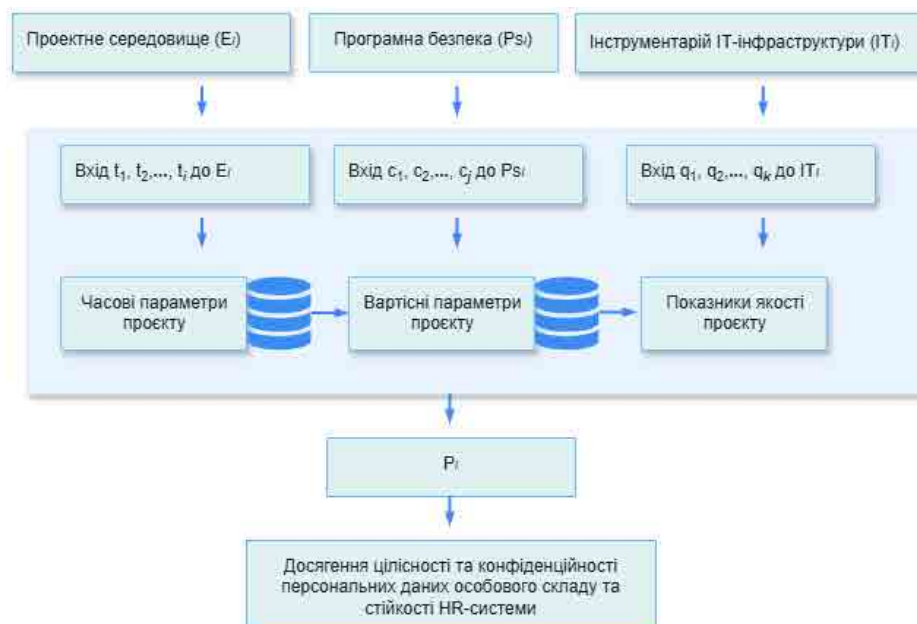 Проектне середовище (Eᵢ)
Програмна безпека (Psᵢ)
Інструментарій ІТ-інфраструктури (ITᵢ)
Вхід t₁, t₂,..., tᵢ до Eᵢ
Вхід c₁, c₂,..., cⱼ до Psᵢ
Вхід q₁, q₂,..., qₖ до ITᵢ
Часові параметри
проєкту
Вартісні параметри
проєкту
Показники якості
проєкту
Pᵢ
Досягення цілісності та конфіденційності
персональних даних особового складу та
стійкості HR-системи